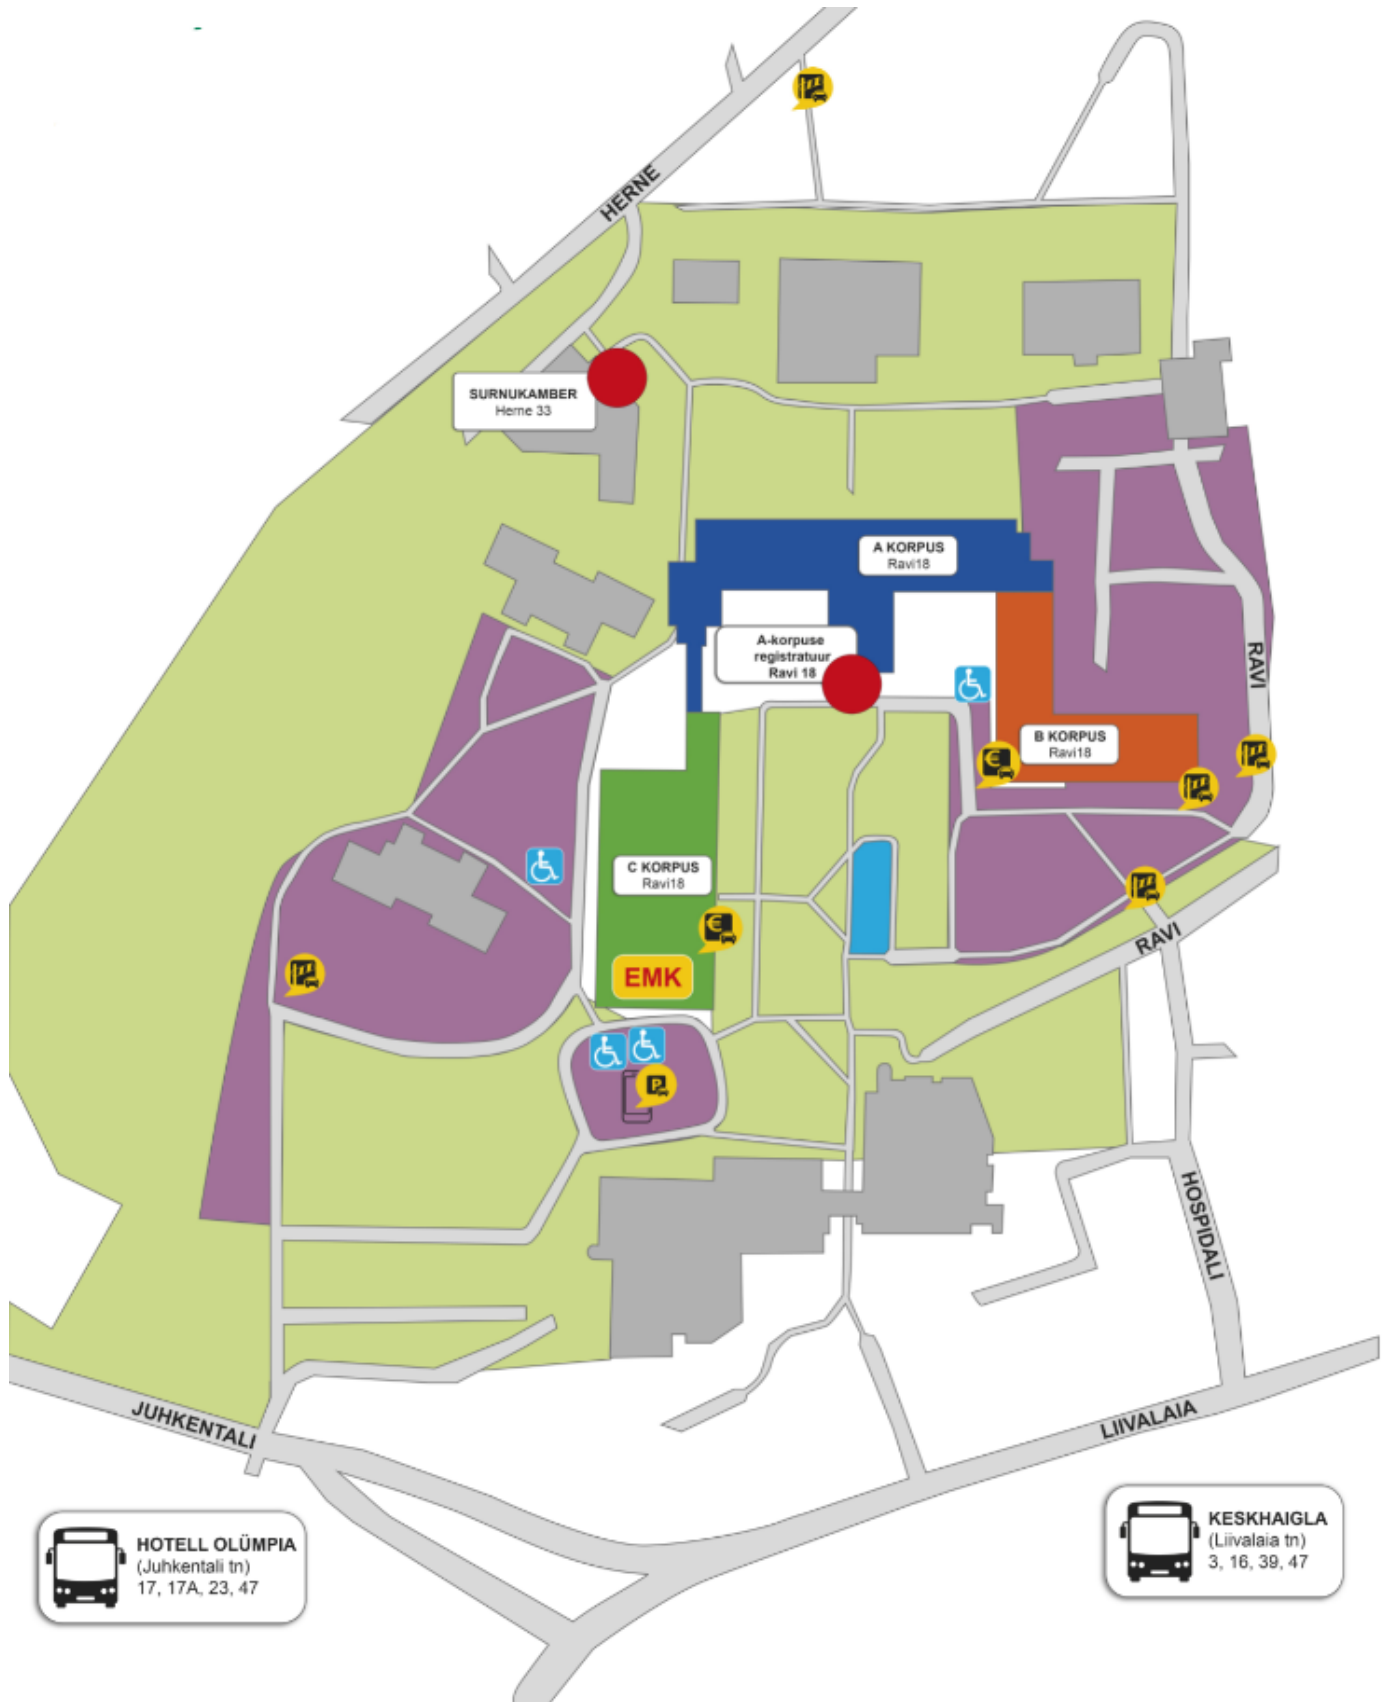 HERNE
SURNUKAMBER
Herne 33
A KORPUS
Ravi18
A-korpuse
registratuur
Ravi 18
RAVI
B KORPUS
Ravi18
€
C KORPUS
Ravi18
€
RAVI
EMK
P
HOSPIDALI
JUHKENTALI
LIIVALAIA
HOTELL OLÜMPIA
(Juhkentali tn)
17, 17A, 23, 47
KESKHAIGLA
(Liivalaia tn)
3, 16, 39, 47